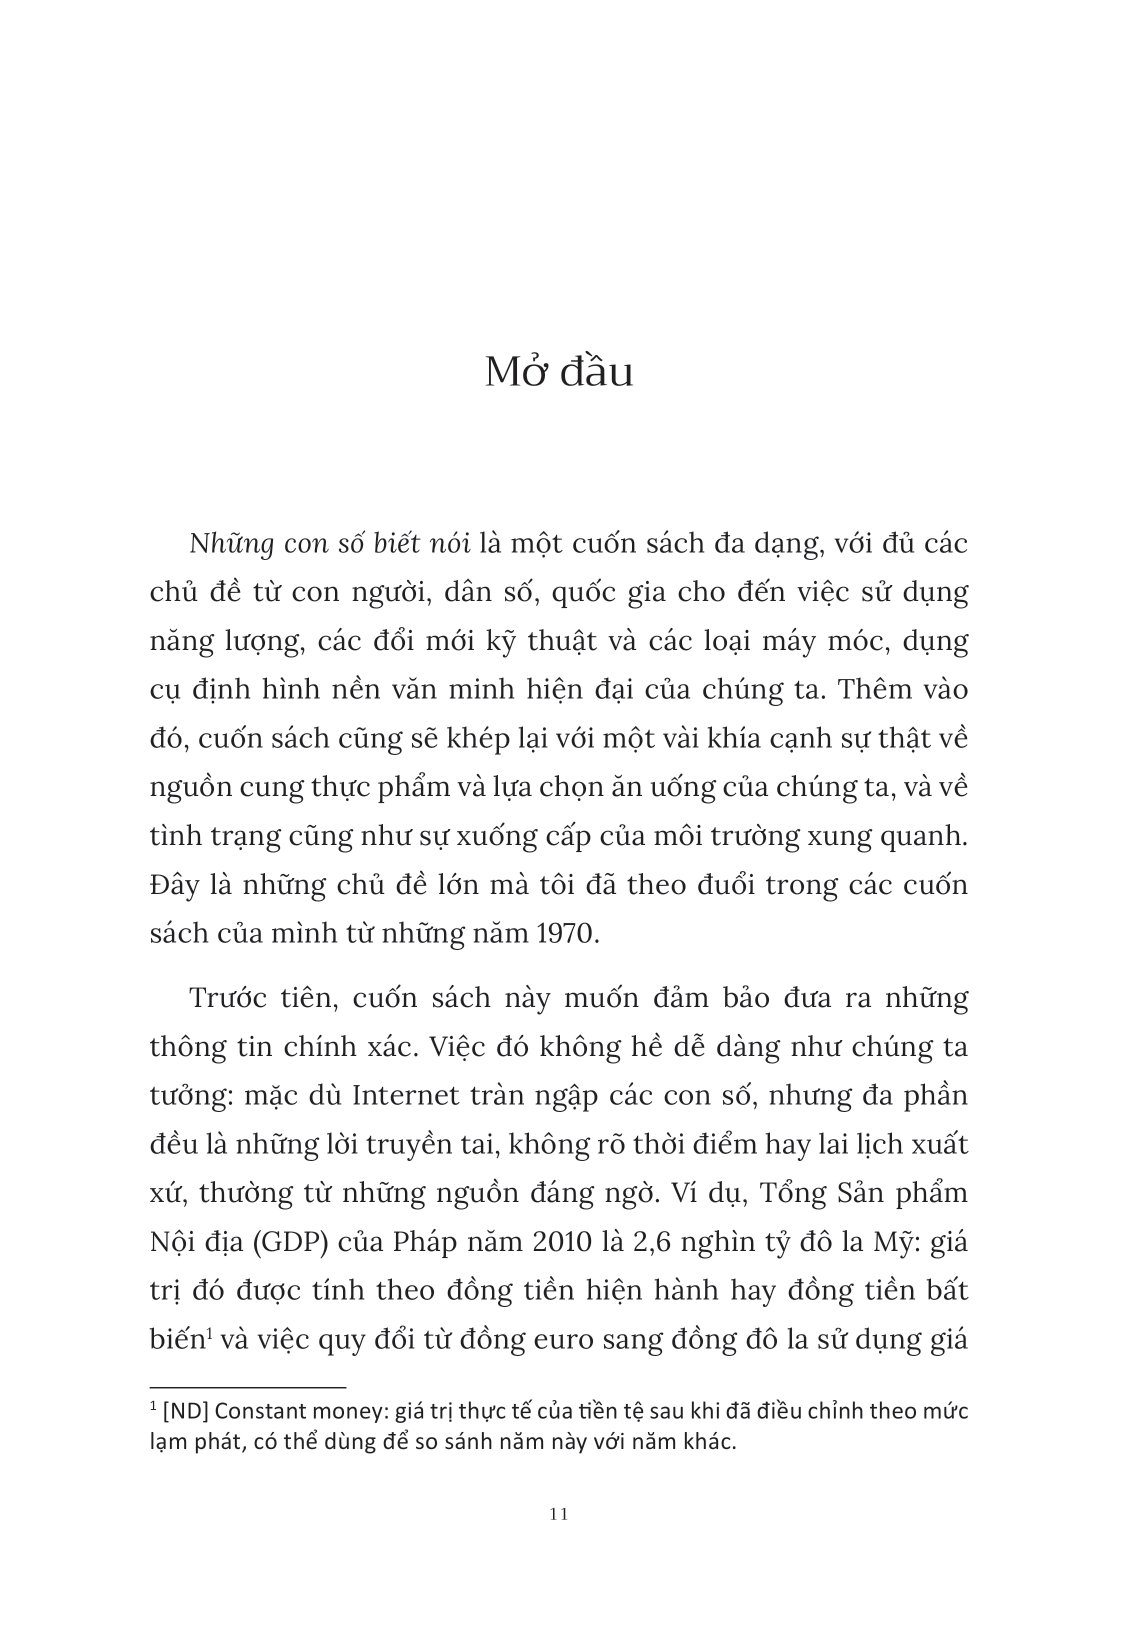 Mở đầu
Những con số biết nói là một cuốn sách đa dạng, với đủ các
chủ đề từ con người, dân số, quốc gia cho đến việc sử dụng
năng lượng, các đổi mới kỹ thuật và các loại máy móc, dụng
cụ định hình nền văn minh hiện đại của chúng ta. Thêm vào
đó, cuốn sách cũng sẽ khép lại với một vài khía cạnh sự thật về
nguồn cung thực phẩm và lựa chọn ăn uống của chúng ta, và về
tình trạng cũng như sự xuống cấp của môi trường xung quanh.
Đây là những chủ đề lớn mà tôi đã theo đuổi trong các cuốn
sách của mình từ những năm 1970.
Trước tiên, cuốn sách này muốn đảm bảo đưa ra những
thông tin chính xác. Việc đó không hề dễ dàng như chúng ta
tưởng: mặc dù Internet tràn ngập các con số, nhưng đa phần
đều là những lời truyền tai, không rõ thời điểm hay lai lịch xuất
xứ, thường từ những nguồn đáng ngờ. Ví dụ, Tổng Sản phẩm
Nội địa (GDP) của Pháp năm 2010 là 2,6 nghìn tỷ đô la Mỹ: giá
trị đó được tính theo đồng tiền hiện hành hay đồng tiền bất
biến¹ và việc quy đổi từ đồng euro sang đồng đô la sử dụng giá
¹ [ND] Constant money: giá trị thực tế của tiền tệ sau khi đã điều chỉnh theo mức
lạm phát, có thể dùng để so sánh năm này với năm khác.
11